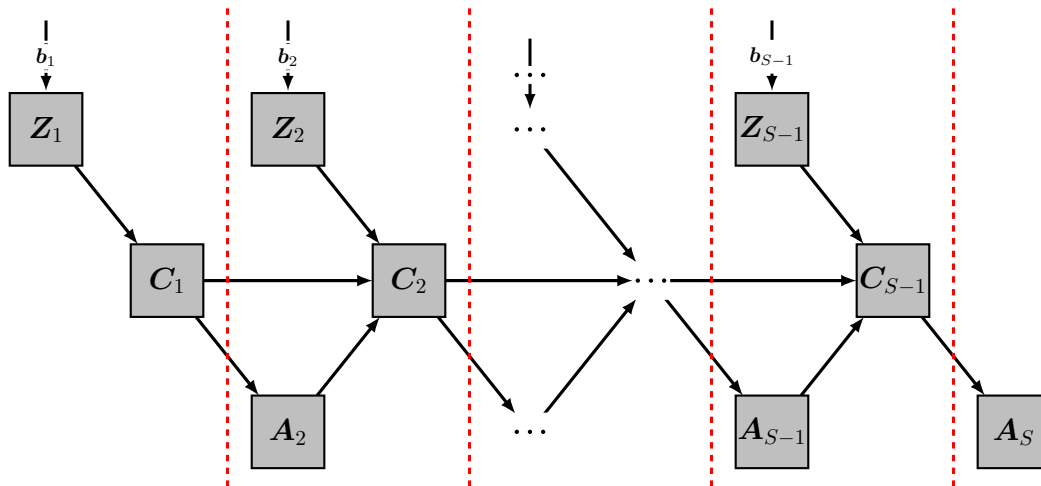 b₁ b₂ ... b_{S−1}
Z₁ Z₂ ... Z_{S−1}
C₁ C₂ ... C_{S−1}
A₂ ... A_{S−1} A_S